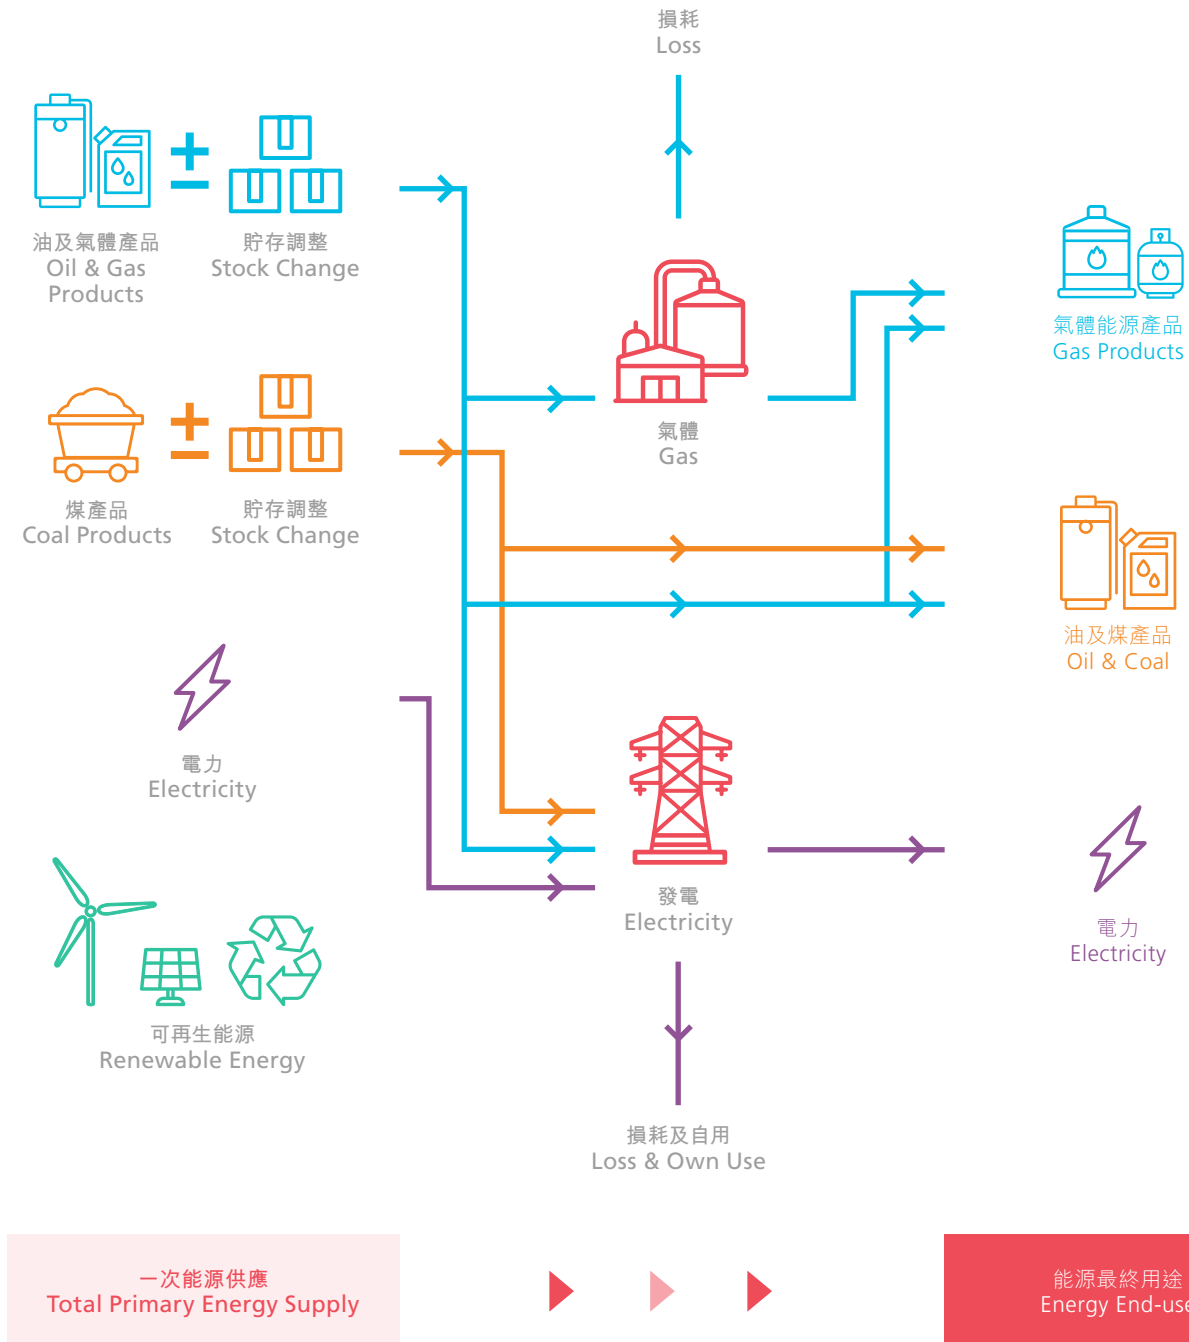 損耗
Loss
油及氣體產品
Oil & Gas
Products
貯存調整
Stock Change
氣體能源產品
Gas Products
氣體
Gas
煤產品
Coal Products
貯存調整
Stock Change
油及煤產品
Oil & Coal
電力
Electricity
發電
Electricity
電力
Electricity
可再生能源
Renewable Energy
損耗及自用
Loss & Own Use
一次能源供應
Total Primary Energy Supply
能源最終用途
Energy End-use